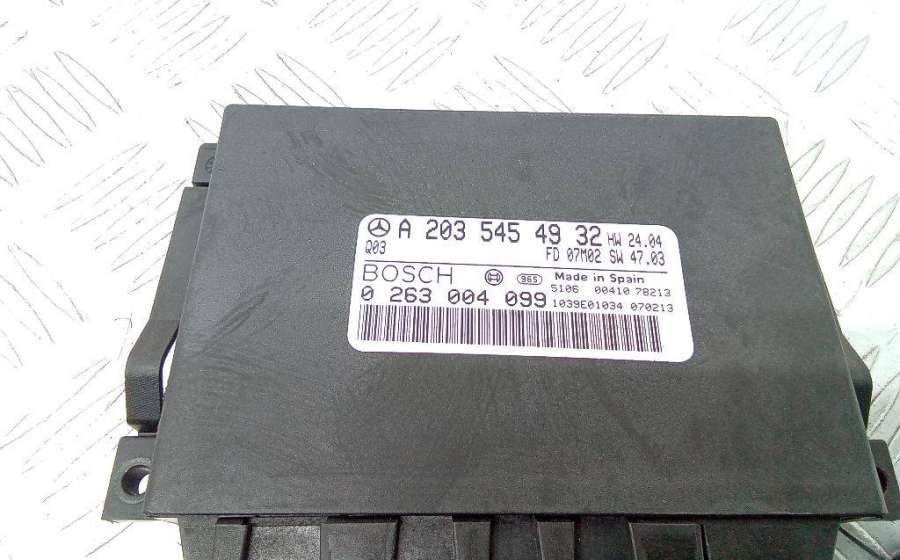 A 203 545 49 32 HW 24.04
Q03 FD 07M02 SW 47.03
BOSCH 965 Made in Spain
5106 00410 78213
0 263 004 099 1039E01034 070213